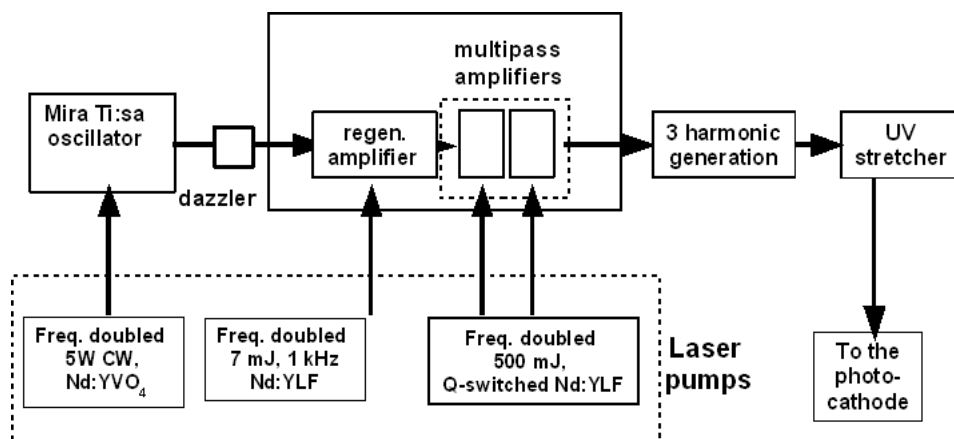 multipass
amplifiers
Mira Ti:sa
oscillator
dazzler
regen.
amplifier
3 harmonic
generation
UV
stretcher
Freq. doubled
5W CW,
Nd:YVO4
Freq. doubled
7 mJ, 1 kHz
Nd:YLF
Freq. doubled
500 mJ,
Q-switched Nd:YLF
Laser
pumps
To the
photo-
cathode